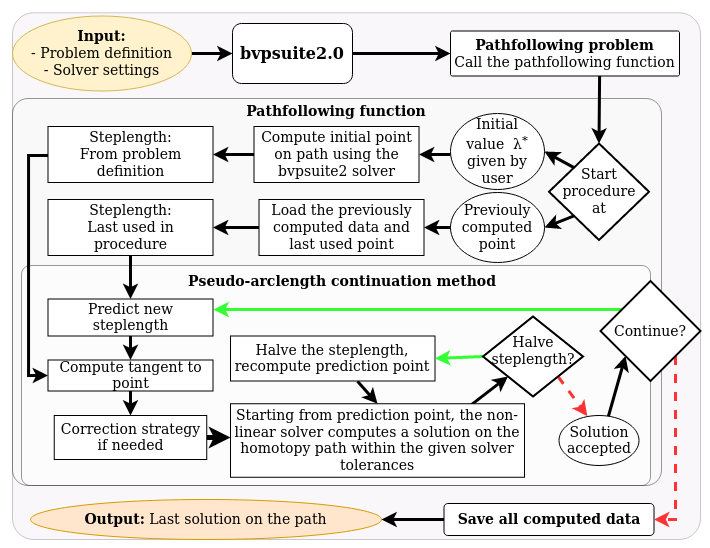 Input:
- Problem definition
- Solver settings
bvpsuite2.0
Pathfollowing problem
Call the pathfollowing function
Pathfollowing function
Steplength:
From problem
definition
Compute initial point
on path using the
bvpsuite2 solver
Initial
value λ*
given by
user
Start
procedure
at
Steplength:
Last used in
procedure
Load the previously
computed data and
last used point
Previouly
computed
point
Pseudo-arclength continuation method
Predict new
steplength
Continue?
Halve the steplength,
recompute prediction point
Halve
steplength?
Compute tangent to
point
Correction strategy
if needed
Starting from prediction point, the non-
linear solver computes a solution on the
homotopy path within the given solver
tolerances
Solution
accepted
Output: Last solution on the path
Save all computed data